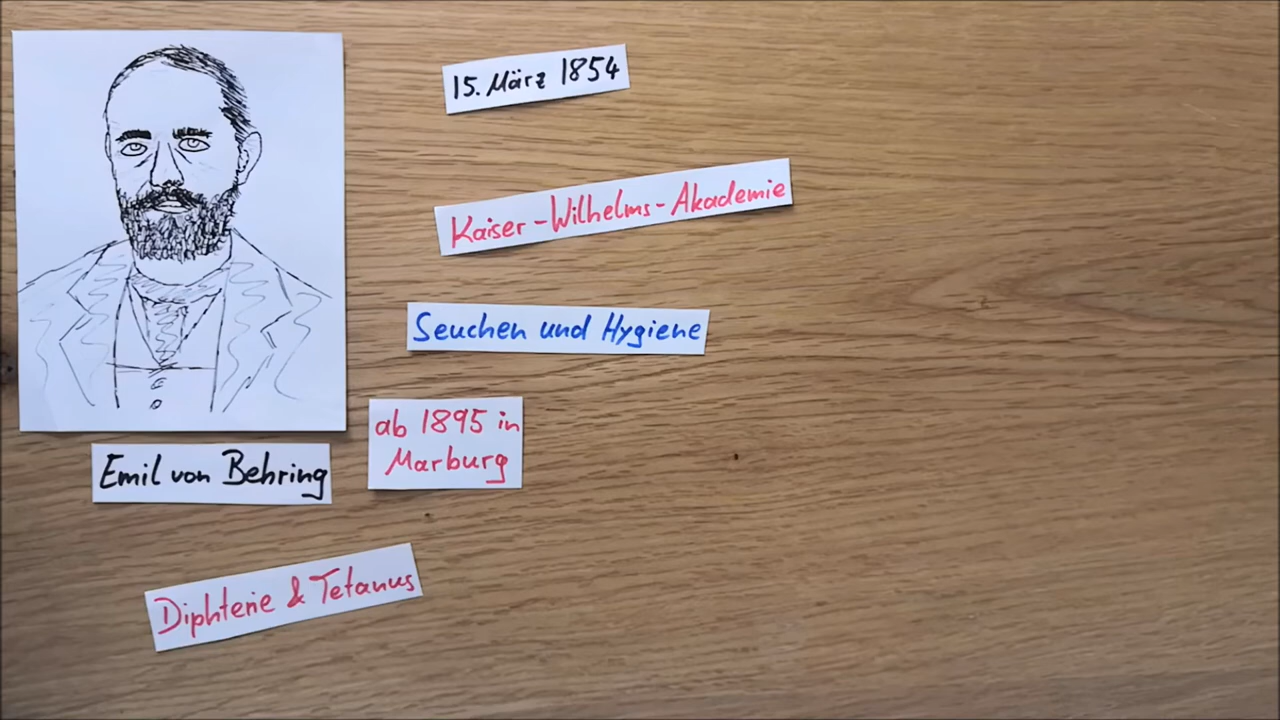 15. März 1854
Kaiser-Wilhelms-Akademie
Seuchen und Hygiene
ab 1895 in
Marburg
Emil von Behring
Diphterie & Tetanus